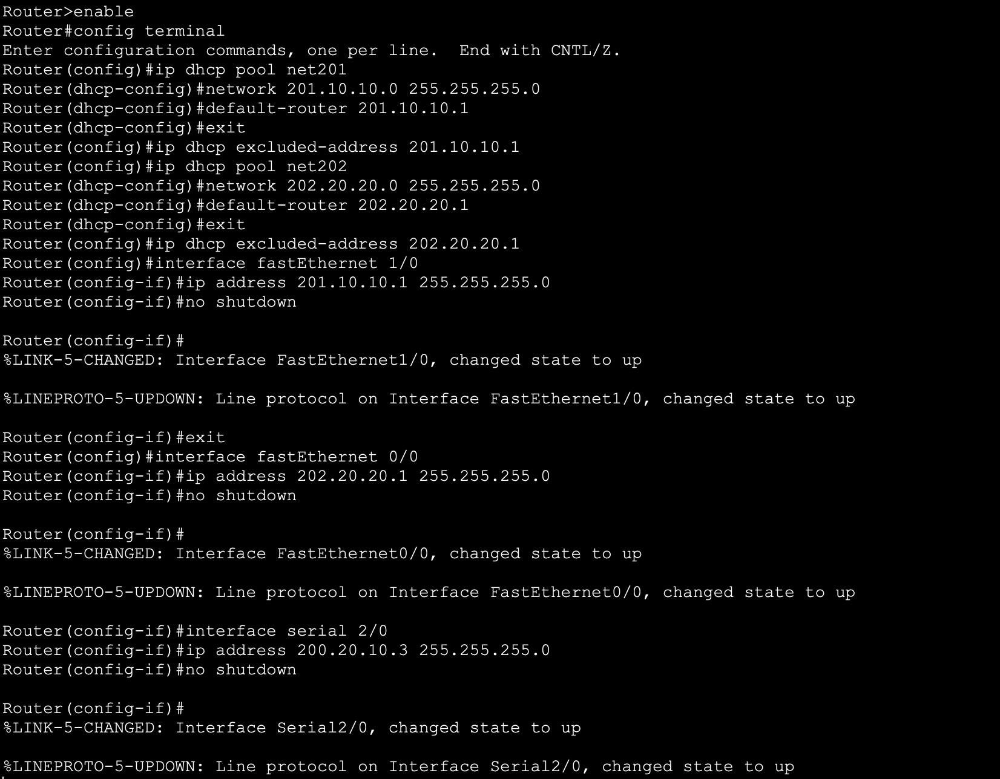 Router>enable
Router#config terminal
Enter configuration commands, one per line.  End with CNTL/Z.
Router(config)#ip dhcp pool net201
Router(dhcp-config)#network 201.10.10.0 255.255.255.0
Router(dhcp-config)#default-router 201.10.10.1
Router(dhcp-config)#exit
Router(config)#ip dhcp excluded-address 201.10.10.1
Router(config)#ip dhcp pool net202
Router(dhcp-config)#network 202.20.20.0 255.255.255.0
Router(dhcp-config)#default-router 202.20.20.1
Router(dhcp-config)#exit
Router(config)#ip dhcp excluded-address 202.20.20.1
Router(config)#interface fastEthernet 1/0
Router(config-if)#ip address 201.10.10.1 255.255.255.0
Router(config-if)#no shutdown
Router(config-if)#
%LINK-5-CHANGED: Interface FastEthernet1/0, changed state to up
%LINEPROTO-5-UPDOWN: Line protocol on Interface FastEthernet1/0, changed state to up
Router(config-if)#exit
Router(config)#interface fastEthernet 0/0
Router(config-if)#ip address 202.20.20.1 255.255.255.0
Router(config-if)#no shutdown
Router(config-if)#
%LINK-5-CHANGED: Interface FastEthernet0/0, changed state to up
%LINEPROTO-5-UPDOWN: Line protocol on Interface FastEthernet0/0, changed state to up
Router(config-if)#interface serial 2/0
Router(config-if)#ip address 200.20.10.3 255.255.255.0
Router(config-if)#no shutdown
Router(config-if)#
%LINK-5-CHANGED: Interface Serial2/0, changed state to up
%LINEPROTO-5-UPDOWN: Line protocol on Interface Serial2/0, changed state to up